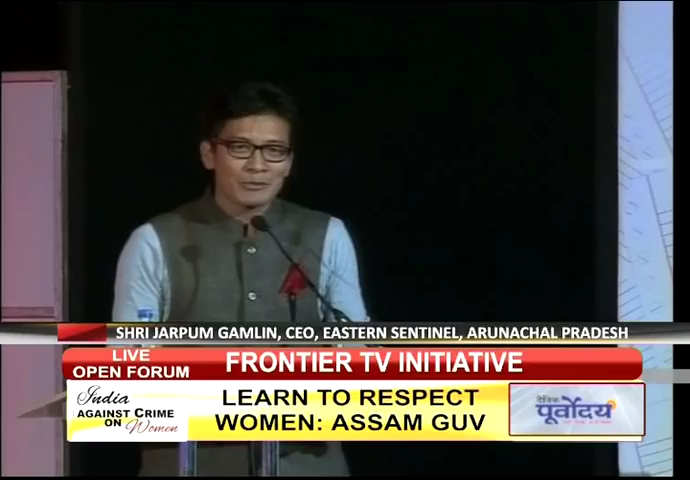 SHRI JARPUM GAMLIN, CEO, EASTERN SENTINEL, ARUNACHAL PRADESH
LIVE
OPEN FORUM
FRONTIER TV INITIATIVE
India
AGAINST CRIME
ON Women
LEARN TO RESPECT
WOMEN: ASSAM GUV
दैनिक
पूर्वोदय